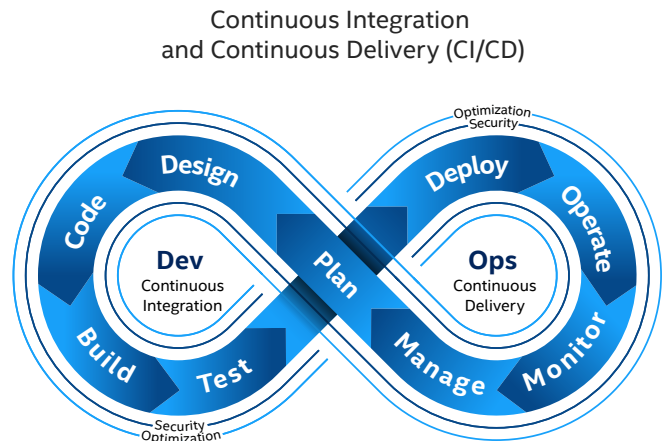 Continuous Integration
and Continuous Delivery (CI/CD)
Optimization
Security
Design
Code
Build
Test
Dev
Continuous
Integration
Plan
Deploy
Operate
Monitor
Manage
Ops
Continuous
Delivery
Security
Optimization